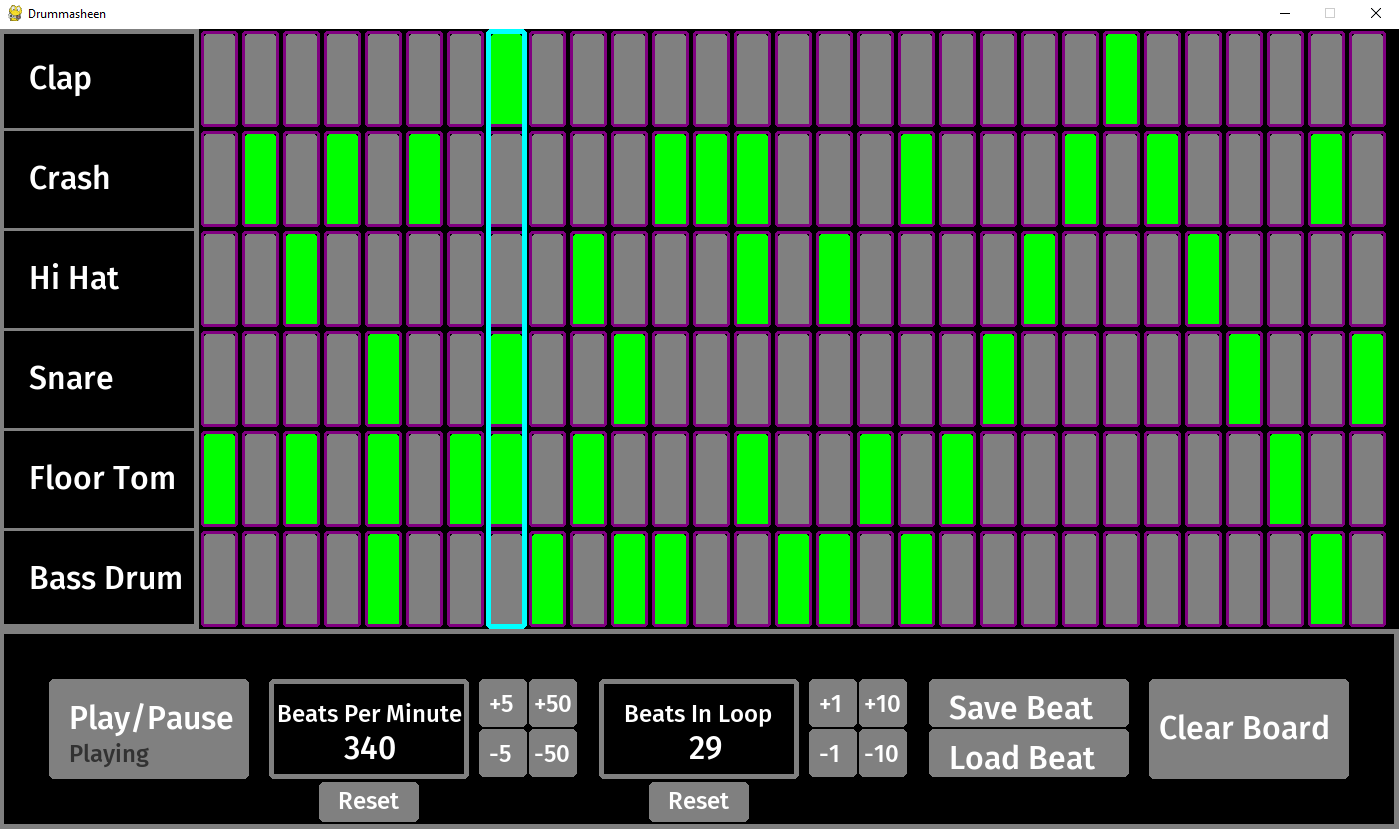 Drummasheen
Clap
Crash
Hi Hat
Snare
Floor Tom
Bass Drum
Play/Pause
Playing
Beats Per Minute
340
Reset
+5 +50
-5 -50
Beats In Loop
29
Reset
+1 +10
-1 -10
Save Beat
Load Beat
Clear Board